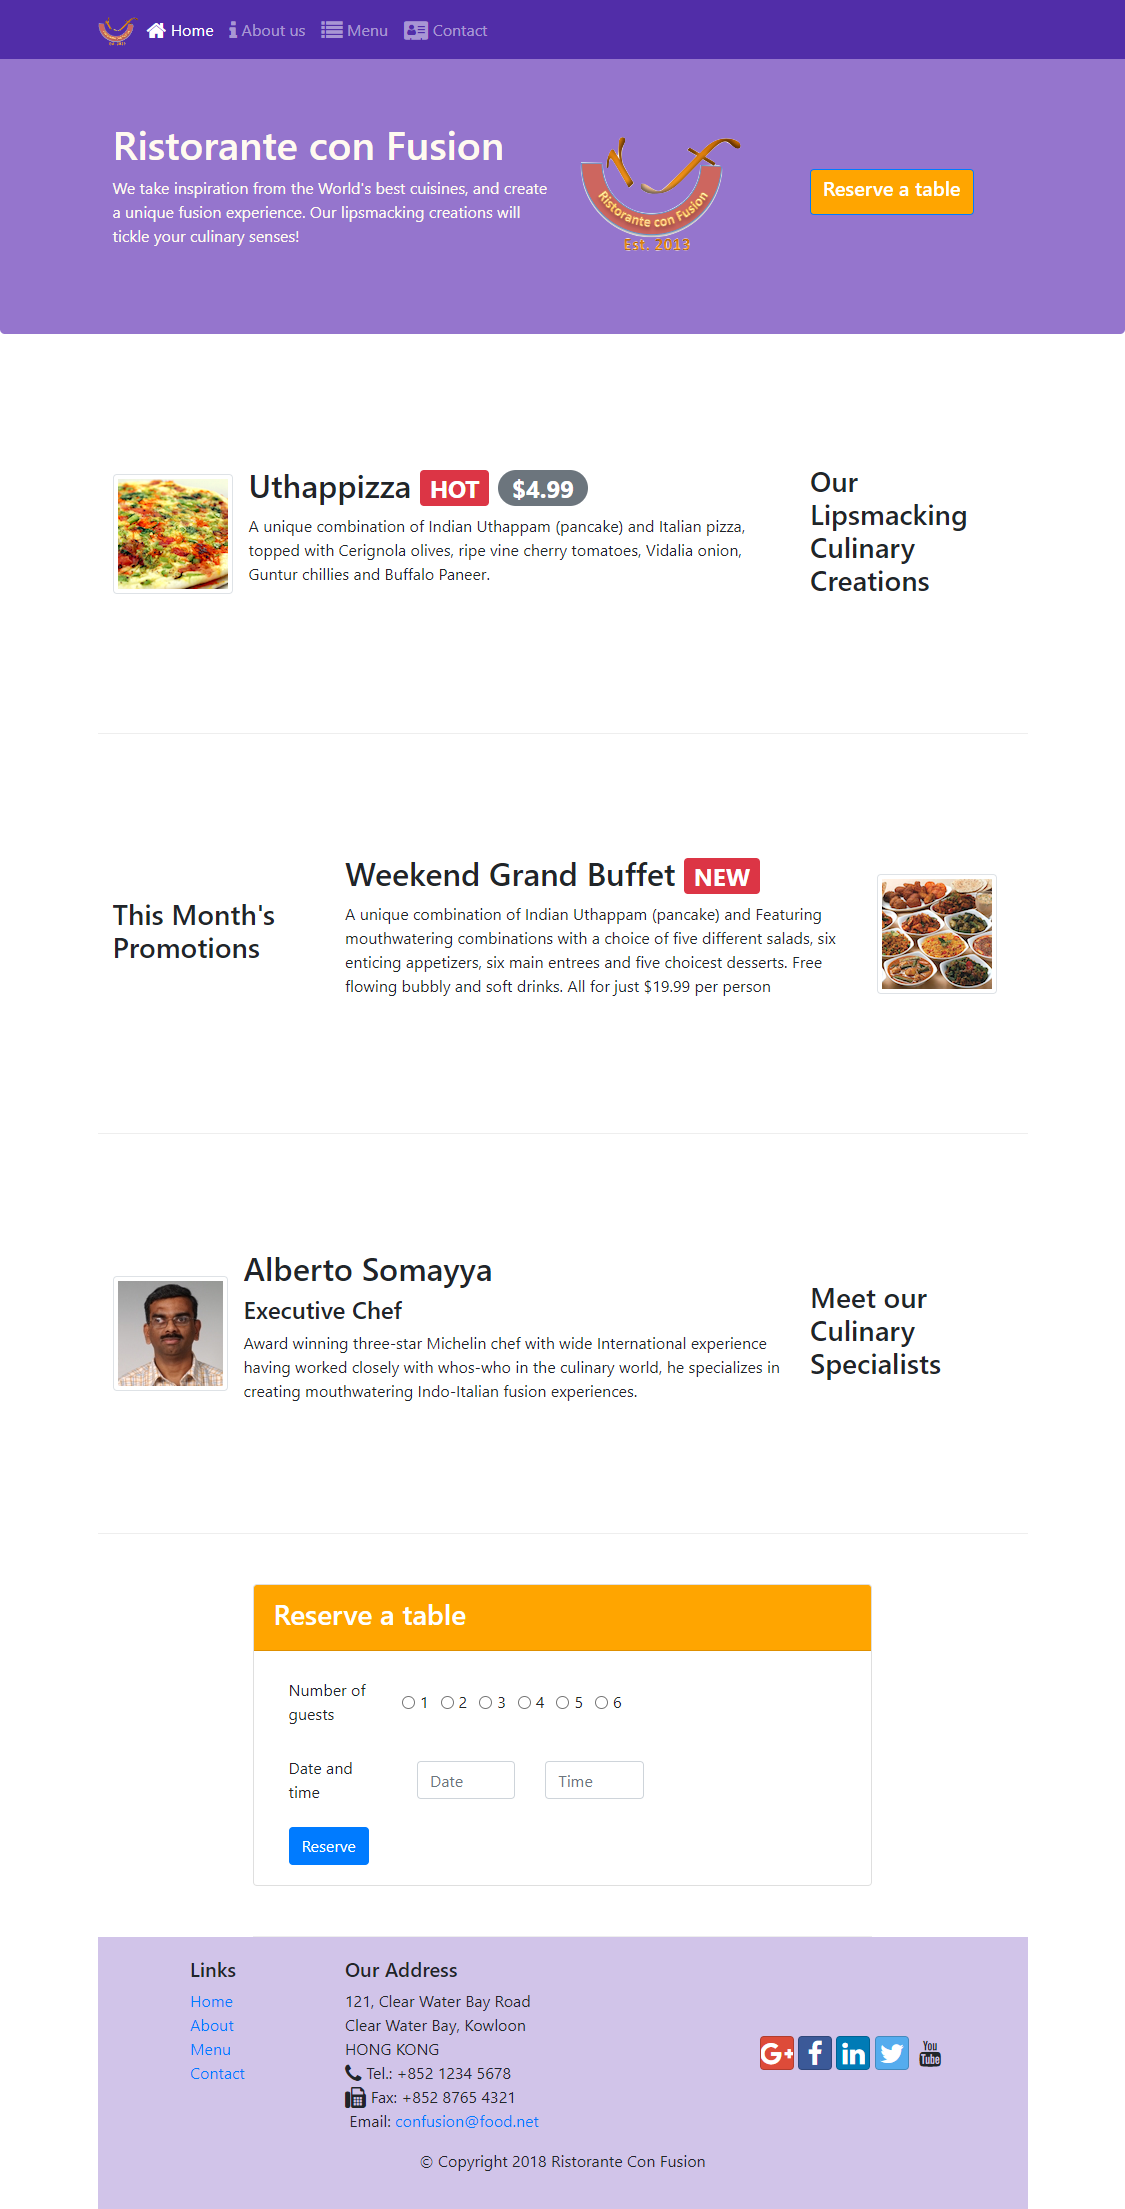 Home About us Menu Contact
Ristorante con Fusion
We take inspiration from the World's best cuisines, and create
a unique fusion experience. Our lipsmacking creations will
tickle your culinary senses!
Ristorante con Fusion
Est. 2013
Reserve a table
Uthappizza HOT $4.99
A unique combination of Indian Uthappam (pancake) and Italian pizza,
topped with Cerignola olives, ripe vine cherry tomatoes, Vidalia onion,
Guntur chillies and Buffalo Paneer.
Our
Lipsmacking
Culinary
Creations
This Month's
Promotions
Weekend Grand Buffet NEW
A unique combination of Indian Uthappam (pancake) and Featuring
mouthwatering combinations with a choice of five different salads, six
enticing appetizers, six main entrees and five choicest desserts. Free
flowing bubbly and soft drinks. All for just $19.99 per person
Alberto Somayya
Executive Chef
Award winning three-star Michelin chef with wide International experience
having worked closely with whos-who in the culinary world, he specializes in
creating mouthwatering Indo-Italian fusion experiences.
Meet our
Culinary
Specialists
Reserve a table
Number of
guests
1 2 3 4 5 6
Date and
time
Date Time
Reserve
Links
Home
About
Menu
Contact
Our Address
121, Clear Water Bay Road
Clear Water Bay, Kowloon
HONG KONG
Tel.: +852 1234 5678
Fax: +852 8765 4321
Email: confusion@food.net
G+ f in You Tube
© Copyright 2018 Ristorante Con Fusion